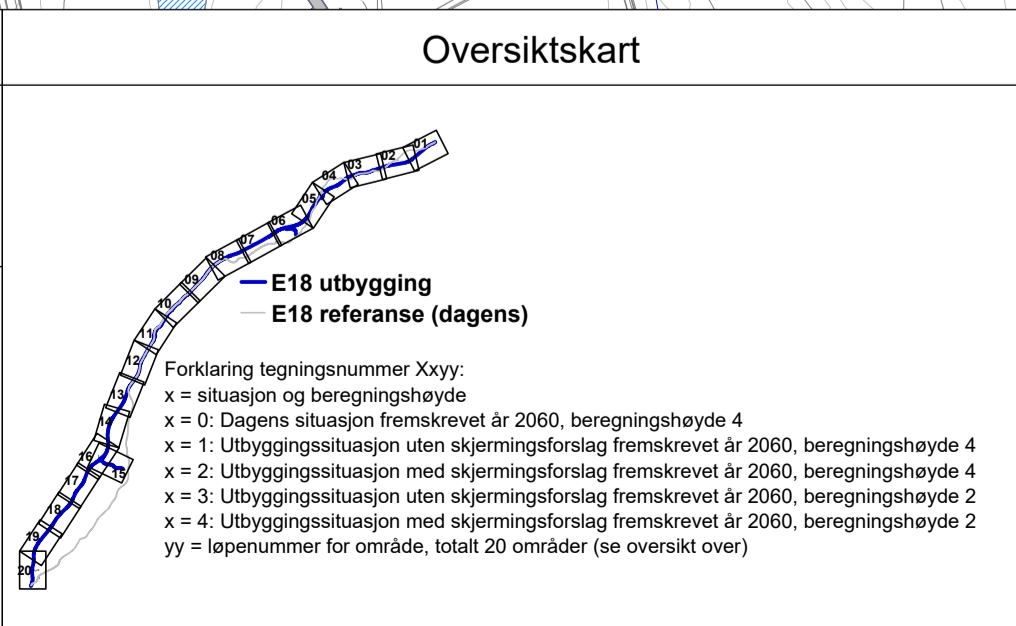 Oversiktskart
01
02
03
04
05
06
07
08
09
10
11
12
13
14
16
15
17
18
19
20
E18 utbygging
E18 referanse (dagens)
Forklaring tegningsnummer Xxyy:
x = situasjon og beregningshøyde
x = 0: Dagens situasjon fremskrevet år 2060, beregningshøyde 4
x = 1: Utbyggingssituasjon uten skjermingsforslag fremskrevet år 2060, beregningshøyde 4
x = 2: Utbyggingssituasjon med skjermingsforslag fremskrevet år 2060, beregningshøyde 4
x = 3: Utbyggingssituasjon uten skjermingsforslag fremskrevet år 2060, beregningshøyde 2
x = 4: Utbyggingssituasjon med skjermingsforslag fremskrevet år 2060, beregningshøyde 2
yy = løpenummer for område, totalt 20 områder (se oversikt over)